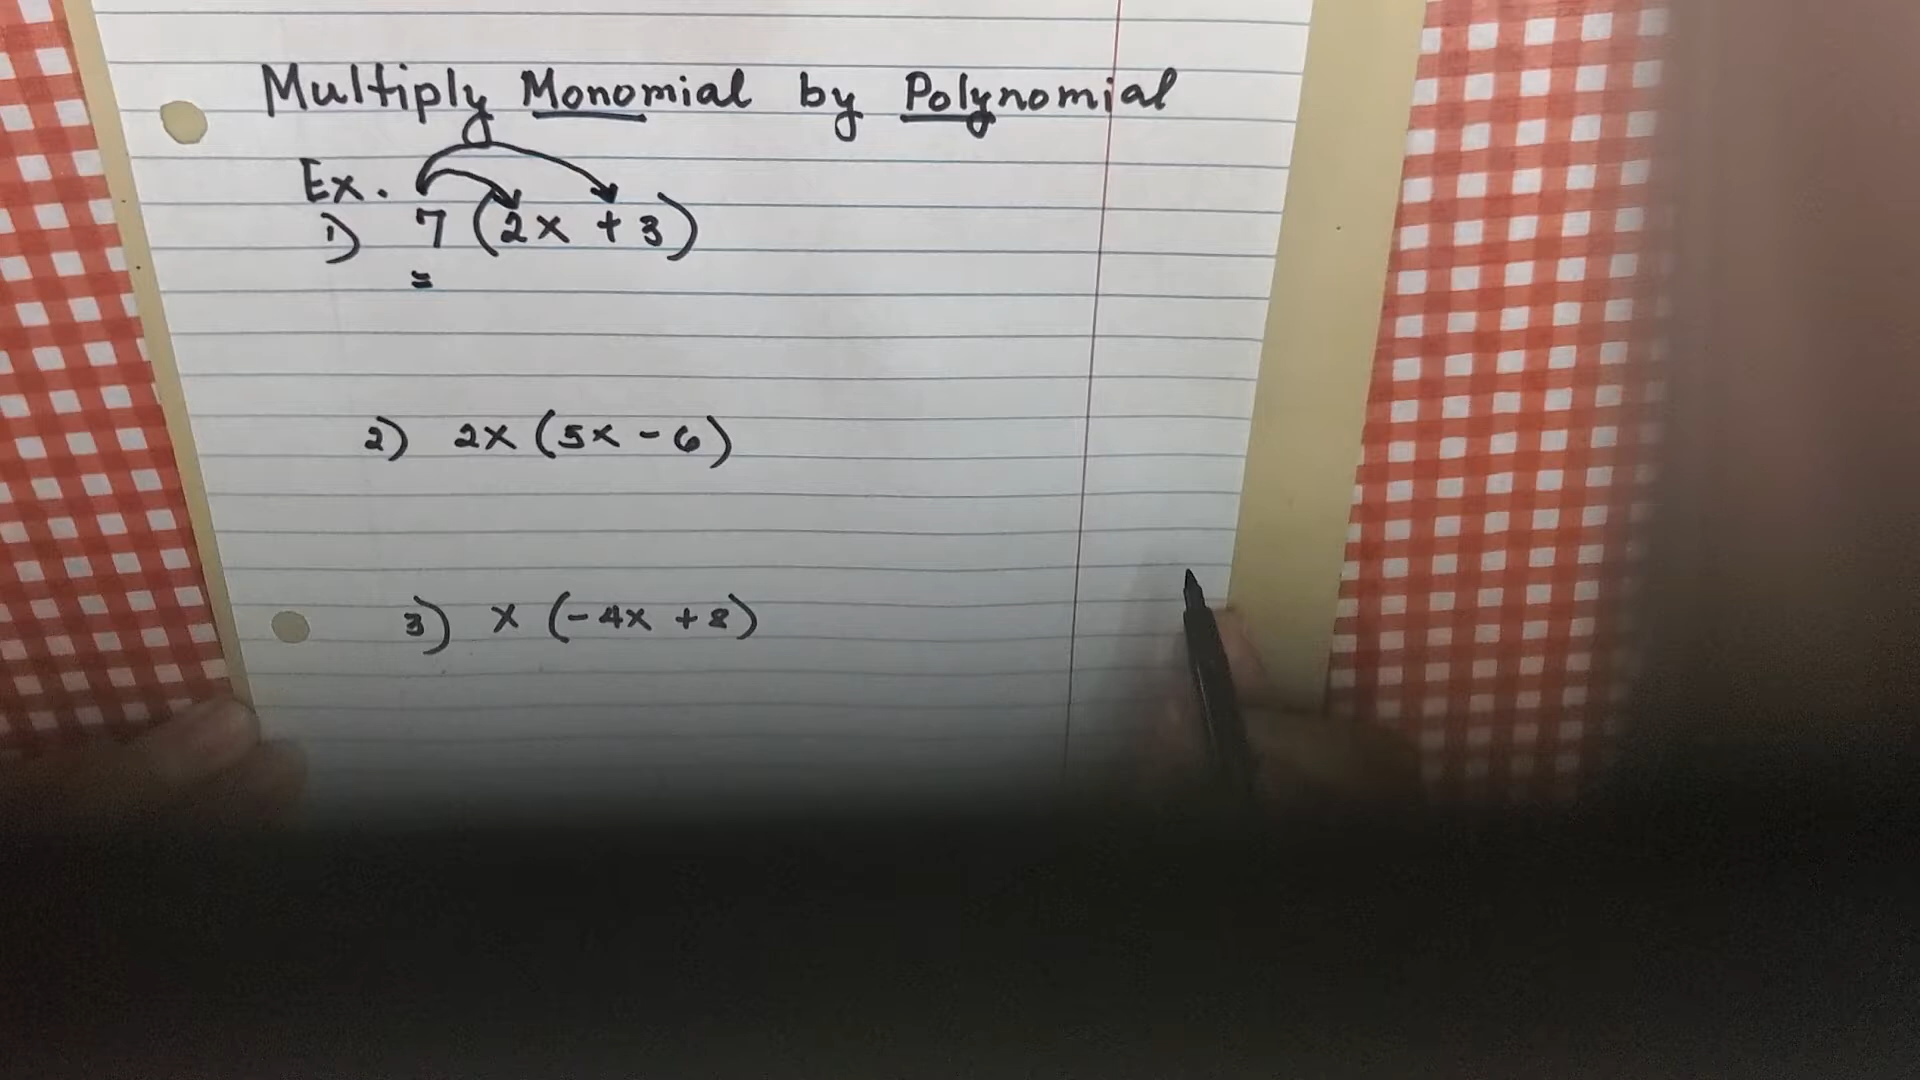 Multiply Monomial by Polynomial
Ex.
1) 7 (2x + 3)
=
2) 2x (5x - 6)
3) x (-4x + 8)